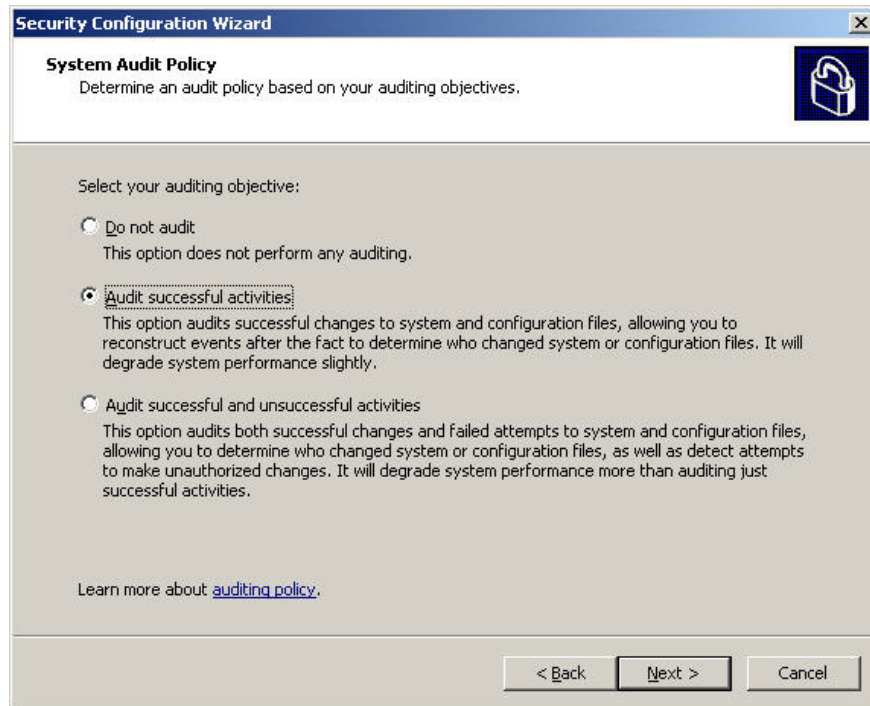 Security Configuration Wizard
System Audit Policy
Determine an audit policy based on your auditing objectives.
Select your auditing objective:
Do not audit
This option does not perform any auditing.
Audit successful activities
This option audits successful changes to system and configuration files, allowing you to
reconstruct events after the fact to determine who changed system or configuration files. It will
degrade system performance slightly.
Audit successful and unsuccessful activities
This option audits both successful changes and failed attempts to system and configuration files,
allowing you to determine who changed system or configuration files, as well as detect attempts
to make unauthorized changes. It will degrade system performance more than auditing just
successful activities.
Learn more about auditing policy.
< Back
Next >
Cancel